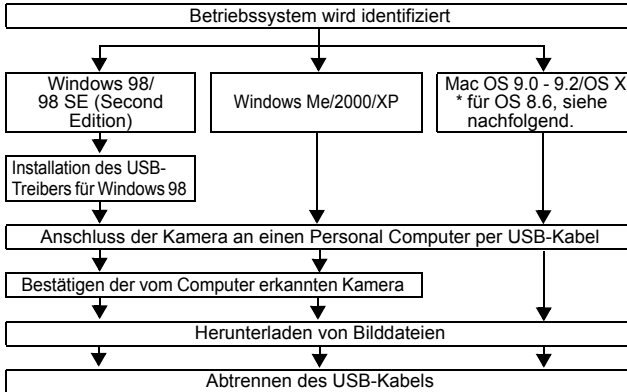 Betriebssystem wird identifiziert
Windows 98/
98 SE (Second
Edition)
Windows Me/2000/XP
Mac OS 9.0 - 9.2/OS X
* für OS 8.6, siehe
nachfolgend.
Installation des USB-
Treibers für Windows 98
Anschluss der Kamera an einen Personal Computer per USB-Kabel
Bestätigen der vom Computer erkannten Kamera
Herunterladen von Bilddateien
Abtrennen des USB-Kabels